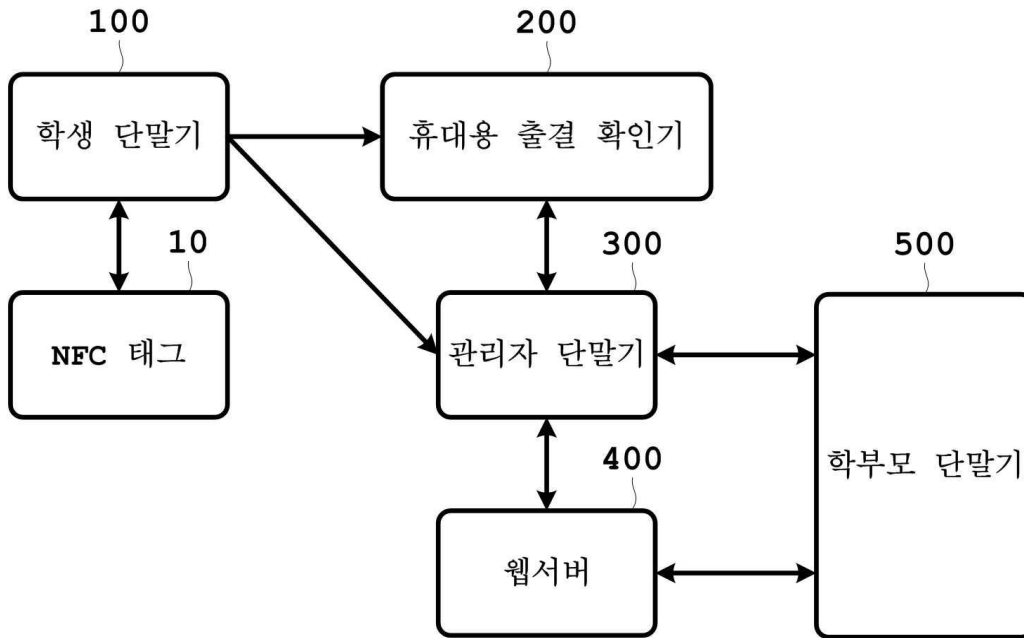 100
200
학생 단말기
휴대용 출결 확인기
10
300
500
NFC 태그
관리자 단말기
400
학부모 단말기
웹서버